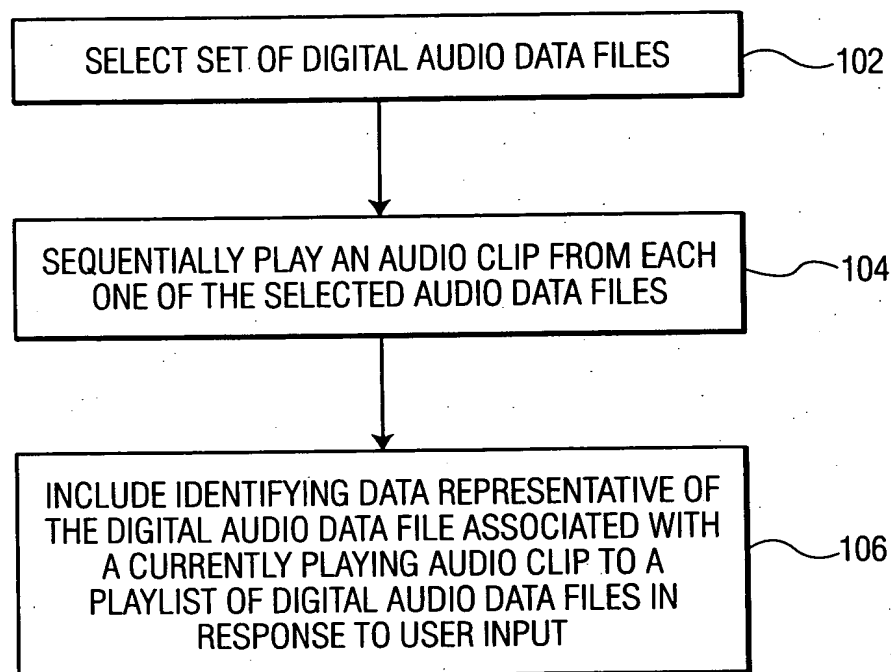 SELECT SET OF DIGITAL AUDIO DATA FILES
102
SEQUENTIALLY PLAY AN AUDIO CLIP FROM EACH
ONE OF THE SELECTED AUDIO DATA FILES
104
INCLUDE IDENTIFYING DATA REPRESENTATIVE OF
THE DIGITAL AUDIO DATA FILE ASSOCIATED WITH
A CURRENTLY PLAYING AUDIO CLIP TO A
PLAYLIST OF DIGITAL AUDIO DATA FILES IN
RESPONSE TO USER INPUT
106